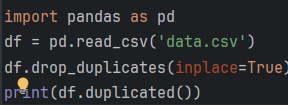 import pandas as pd
df = pd.read_csv('data.csv')
df.drop_duplicates(inplace=True)
print(df.duplicated())